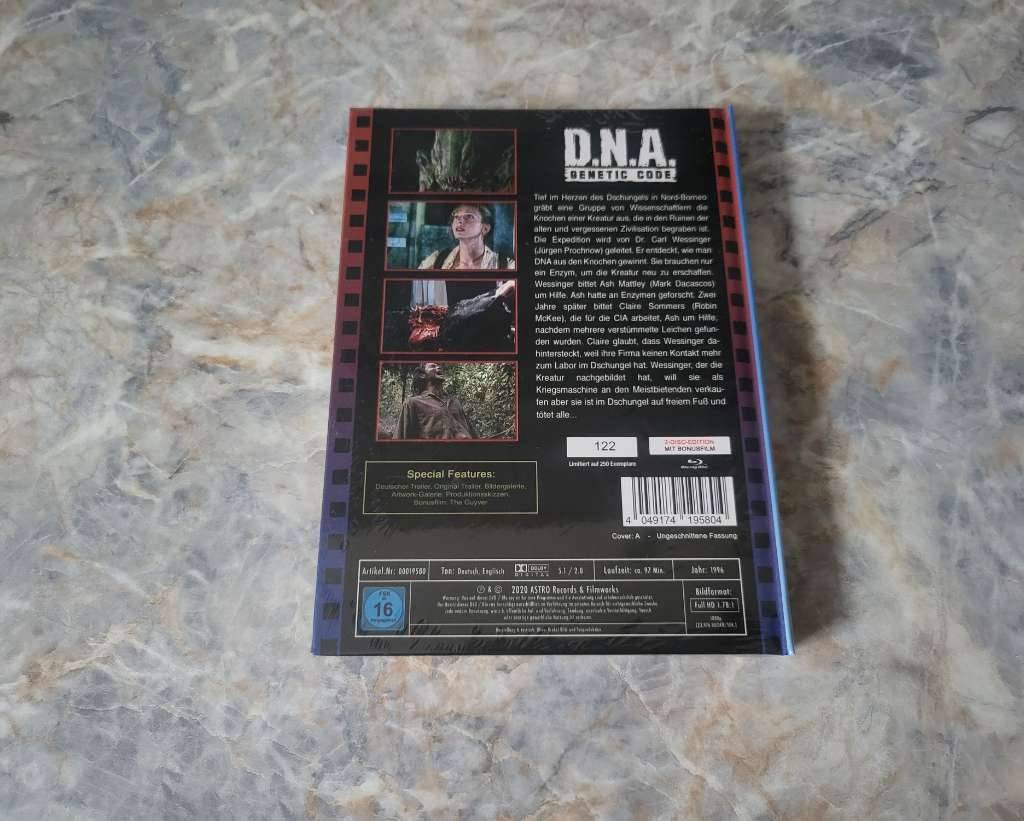 D.N.A.
GENETIC CODE
Tief im Herzen des Dschungels in Nord-Borneo
gräbt eine Gruppe von Wissenschaftlern die
Knochen einer Kreatur aus, die in den Ruinen der
alten und vergessenen Zivilisation begraben ist.
Die Expedition wird von Dr. Carl Wessinger
(Jürgen Prochnow) geleitet. Er entdeckt, wie man
DNA aus den Knochen gewinnt. Sie brauchen nur
ein Enzym, um die Kreatur neu zu erschaffen.
Wessinger bittet Ash Mattley (Mark Dacascos)
um Hilfe. Ash hatte an Enzymen geforscht. Zwei
Jahre später bittet Claire Sommers (Robin
McKee), die für die CIA arbeitet, Ash um Hilfe,
nachdem mehrere verstümmelte Leichen gefun-
den wurden. Claire glaubt, dass Wessinger da-
hintersteckt, weil ihre Firma keinen Kontakt mehr
zum Labor im Dschungel hat. Wessinger, der die
Kreatur nachgebildet hat, will sie als
Kriegsmaschine an den Meistbietenden verkau-
fen aber sie ist im Dschungel auf freiem Fuß und
tötet alle...
122
Limitiert auf 250 Exemplare
2-DISC-EDITION
MIT BONUSFILM
Special Features:
Deutscher Trailer, Original Trailer, Bildergalerie,
Artwork-Galerie, Produktionsskizzen,
Bonusfilm: The Guyver
4 049174 195804
Cover: A - Ungeschnittene Fassung
Artikel.Nr: 00019580 Ton: Deutsch, Englisch DOLBY DIGITAL 5.1 / 2.0 Laufzeit: ca. 97 Min. Jahr: 1996
FSK
ab
16
℗ & © 2020 ASTRO Records & Filmworks
Bildformat:
Full HD 1.78:1
1080p